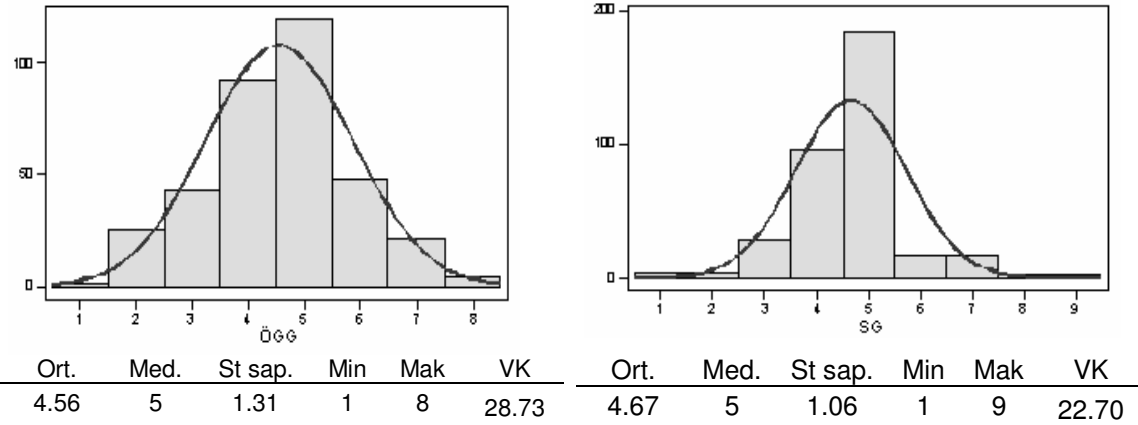 100
50
0
1 2 3 4 5 6 7 8
ÖGG
Ort. Med. St sap. Min Mak VK
4.56 5 1.31 1 8 28.73
200
100
0
1 2 3 4 5 6 7 8 9
SG
Ort. Med. St sap. Min Mak VK
4.67 5 1.06 1 9 22.70